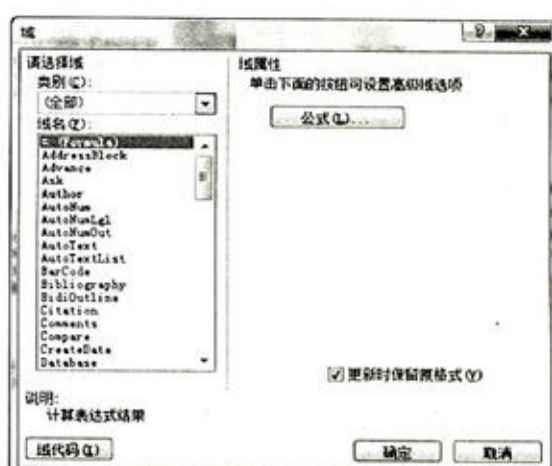 域
请选择域
类别(C):
(全部)
域名(F):
= (Formula)
AddressBlock
Advance
Ask
Author
AutoNum
AutoNumLgl
AutoNumOut
AutoText
AutoTextList
BarCode
Bibliography
BidiOutline
Citation
Comments
Compare
CreateDate
Database
域属性
单击下面的按钮可设置高级域选项
公式(L)...
更新时保留原格式(V)
说明:
计算表达式结果
域代码(I)
确定
取消